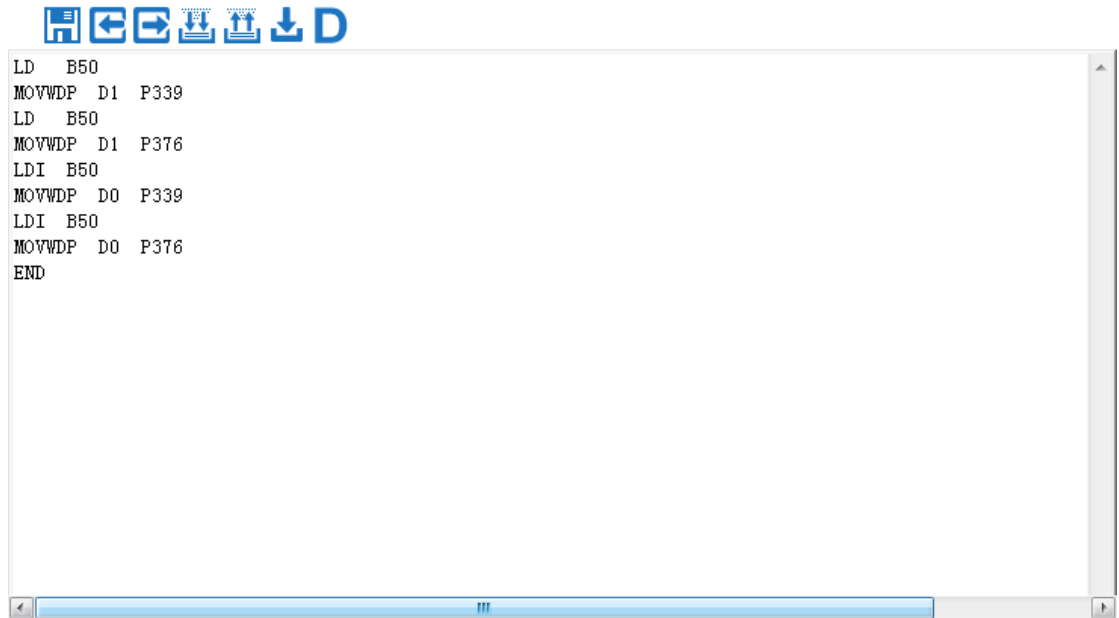 D
LD   B50
MOVWDP  D1  P339
LD   B50
MOVWDP  D1  P376
LDI  B50
MOVWDP  D0  P339
LDI  B50
MOVWDP  D0  P376
END